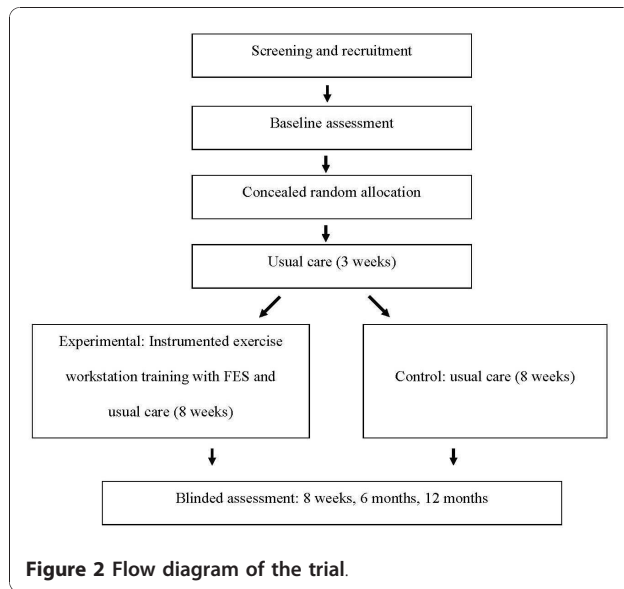 Screening and recruitment
Baseline assessment
Concealed random allocation
Usual care (3 weeks)
Experimental: Instrumented exercise
workstation training with FES and
usual care (8 weeks)
Control: usual care (8 weeks)
Blinded assessment: 8 weeks, 6 months, 12 months
Figure 2 Flow diagram of the trial.